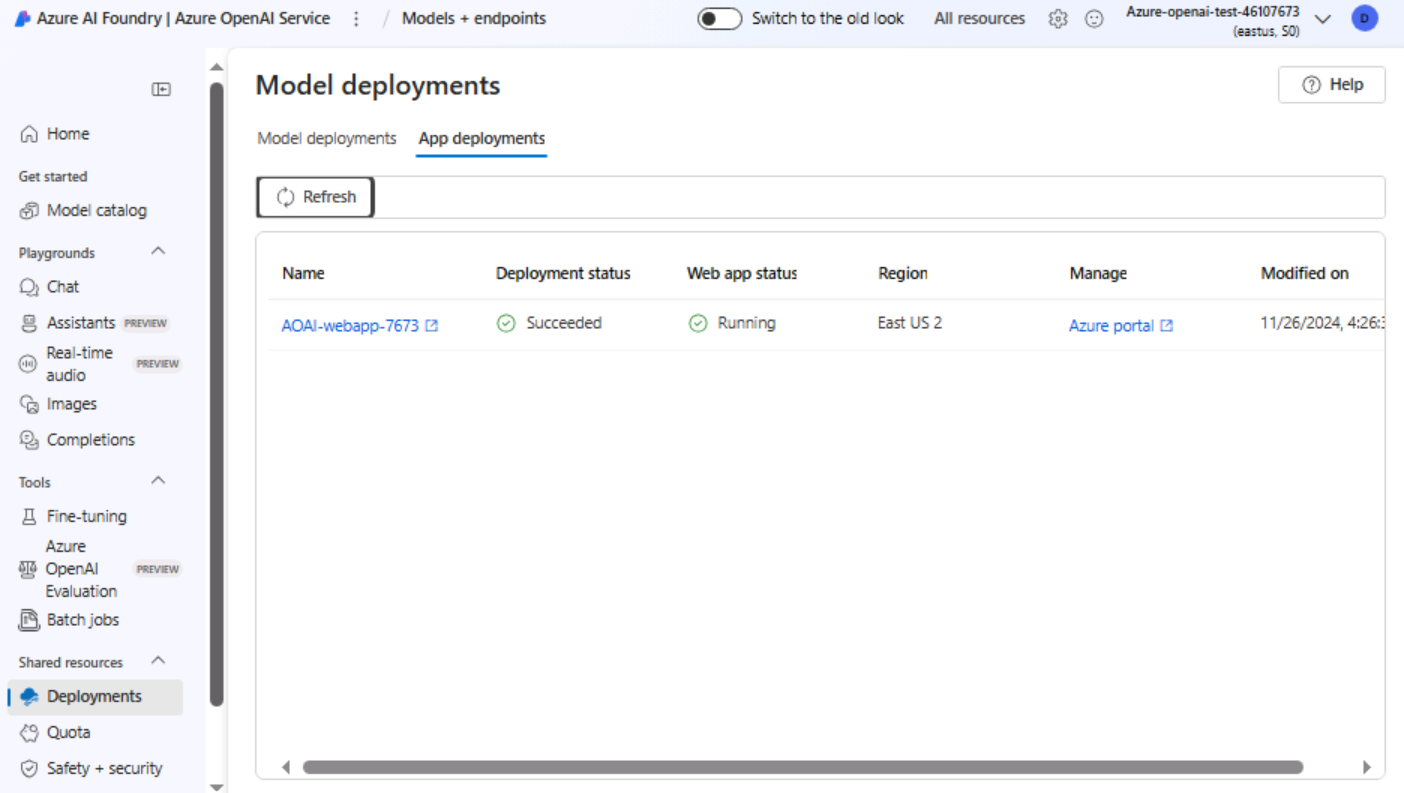 Azure AI Foundry | Azure OpenAI Service / Models + endpoints Switch to the old look All resources Azure-openai-test-46107673
(eastus, S0) D
Model deployments
Help
Model deployments App deployments
Refresh
Name Deployment status Web app status Region Manage Modified on
AOAI-webapp-7673 Succeeded Running East US 2 Azure portal 11/26/2024, 4:26:
Home
Get started
Model catalog
Playgrounds
Chat
Assistants PREVIEW
Real-time
audio PREVIEW
Images
Completions
Tools
Fine-tuning
Azure
OpenAI PREVIEW
Evaluation
Batch jobs
Shared resources
Deployments
Quota
Safety + security